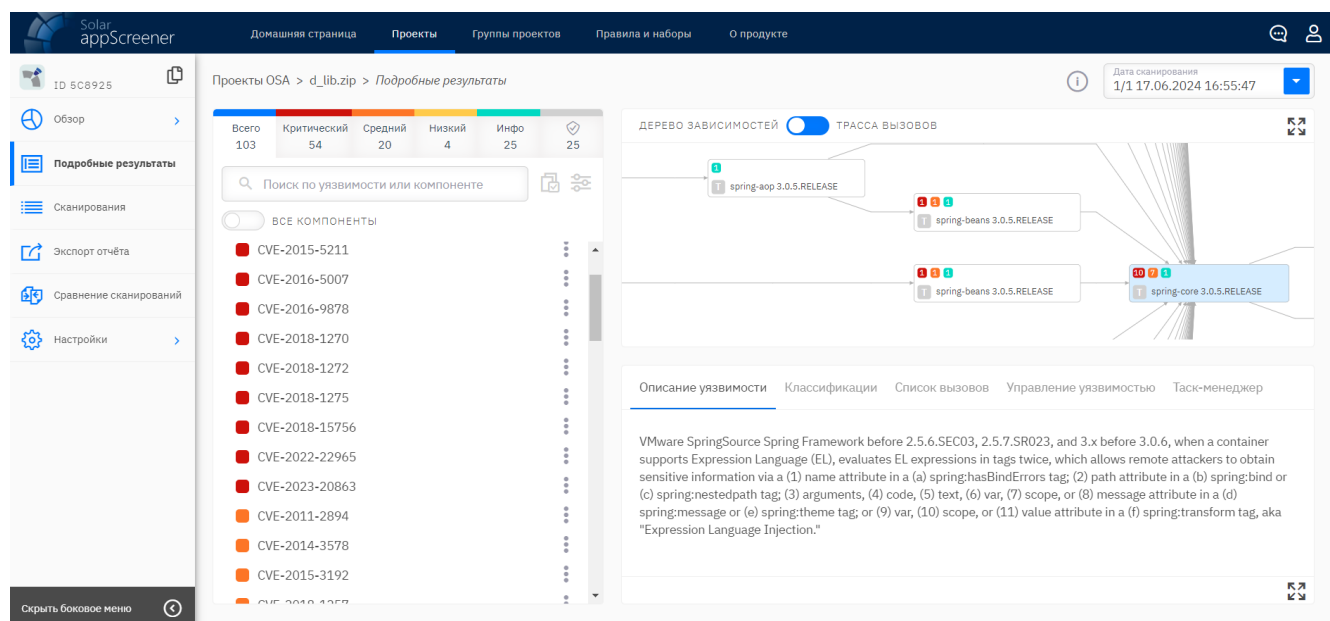 Solar
appScreener
Домашняя страница
Проекты
Группы проектов
Правила и наборы
О продукте
ID 5C8925
Обзор
Подробные результаты
Сканирования
Экспорт отчёта
Сравнение сканирований
Настройки
Скрыть боковое меню
Проекты OSA > d_lib.zip > Подробные результаты
Дата сканирования
1/1 17.06.2024 16:55:47
Всего Критический Средний Низкий Инфо
103 54 20 4 25 25
Поиск по уязвимости или компоненте
ВСЕ КОМПОНЕНТЫ
CVE-2015-5211
CVE-2016-5007
CVE-2016-9878
CVE-2018-1270
CVE-2018-1272
CVE-2018-1275
CVE-2018-15756
CVE-2022-22965
CVE-2023-20863
CVE-2011-2894
CVE-2014-3578
CVE-2015-3192
CVE-2018-1257
ДЕРЕВО ЗАВИСИМОСТЕЙ ТРАССА ВЫЗОВОВ
1
T spring-aop 3.0.5.RELEASE
1 1 1
T spring-beans 3.0.5.RELEASE
1 1 1
T spring-beans 3.0.5.RELEASE
10 7 1
T spring-core 3.0.5.RELEASE
Описание уязвимости Классификации Список вызовов Управление уязвимостью Таск-менеджер
VMware SpringSource Spring Framework before 2.5.6.SEC03, 2.5.7.SR023, and 3.x before 3.0.6, when a container
supports Expression Language (EL), evaluates EL expressions in tags twice, which allows remote attackers to obtain
sensitive information via a (1) name attribute in a (a) spring:hasBindErrors tag; (2) path attribute in a (b) spring:bind or
(c) spring:nestedpath tag; (3) arguments, (4) code, (5) text, (6) var, (7) scope, or (8) message attribute in a (d)
spring:message or (e) spring:theme tag; or (9) var, (10) scope, or (11) value attribute in a (f) spring:transform tag, aka
"Expression Language Injection."